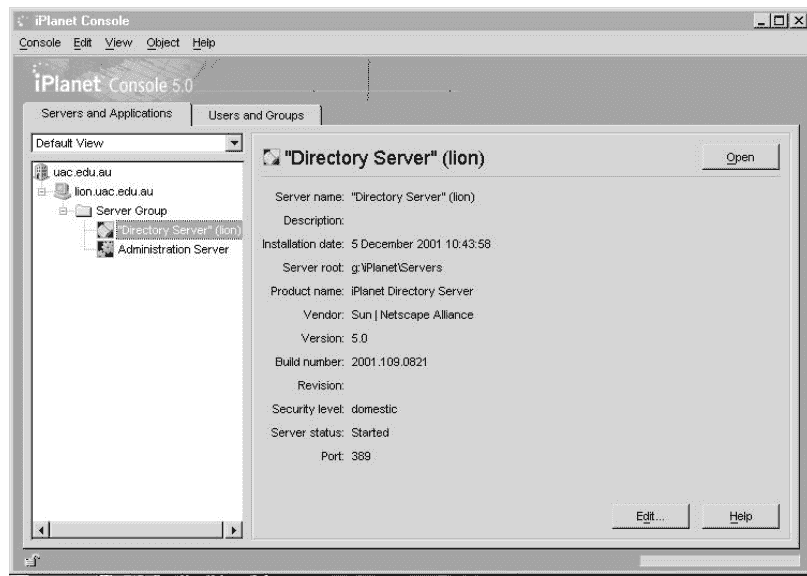 iPlanet Console
Console Edit View Object Help
iPlanet Console 5.0
Servers and Applications
Users and Groups
Default View
uac.edu.au
lion.uac.edu.au
Server Group
"Directory Server" (lion)
Administration Server
"Directory Server" (lion)
Open
Server name: "Directory Server" (lion)
Description:
Installation date: 5 December 2001 10:43:58
Server root: g:\iPlanet\Servers
Product name: iPlanet Directory Server
Vendor: Sun | Netscape Alliance
Version: 5.0
Build number: 2001.109.0821
Revision:
Security level: domestic
Server status: Started
Port: 389
Edit...
Help